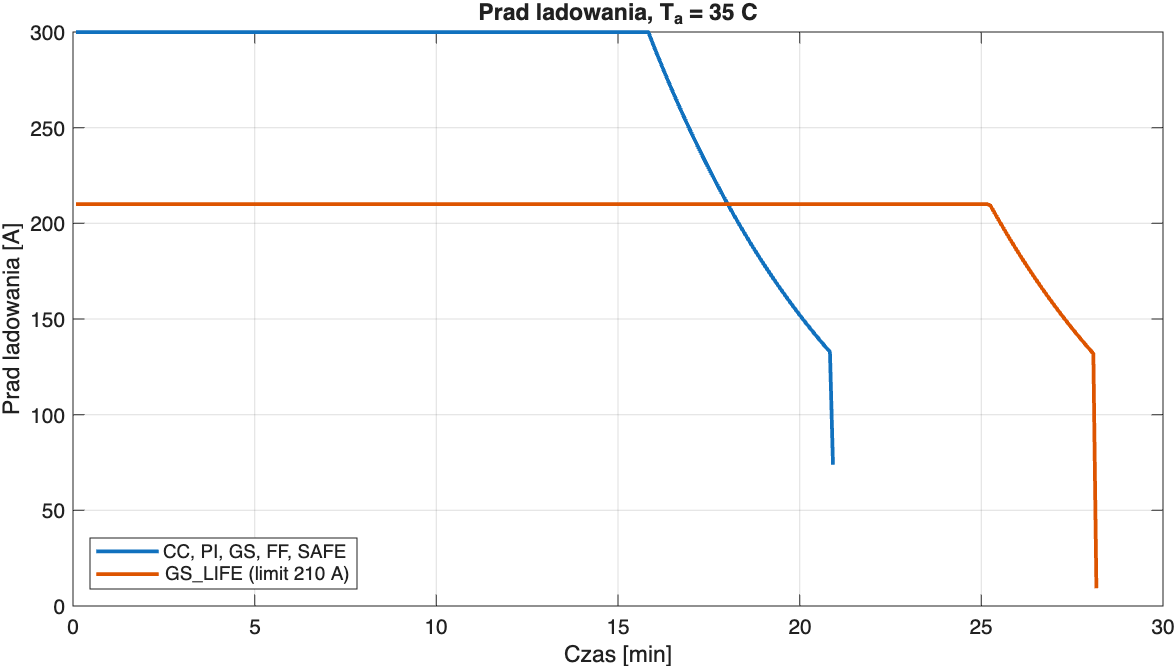 Prad ladowania, Ta = 35 C
Prad ladowania [A]
300
250
200
150
100
50
0
CC, PI, GS, FF, SAFE
GS_LIFE (limit 210 A)
0 5 10 15 20 25 30
Czas [min]